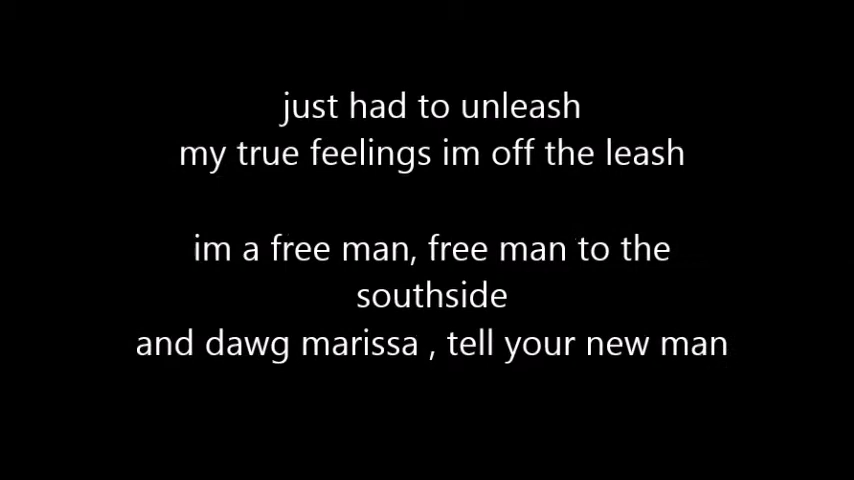 just had to unleash
my true feelings im off the leash
im a free man, free man to the
southside
and dawg marissa , tell your new man